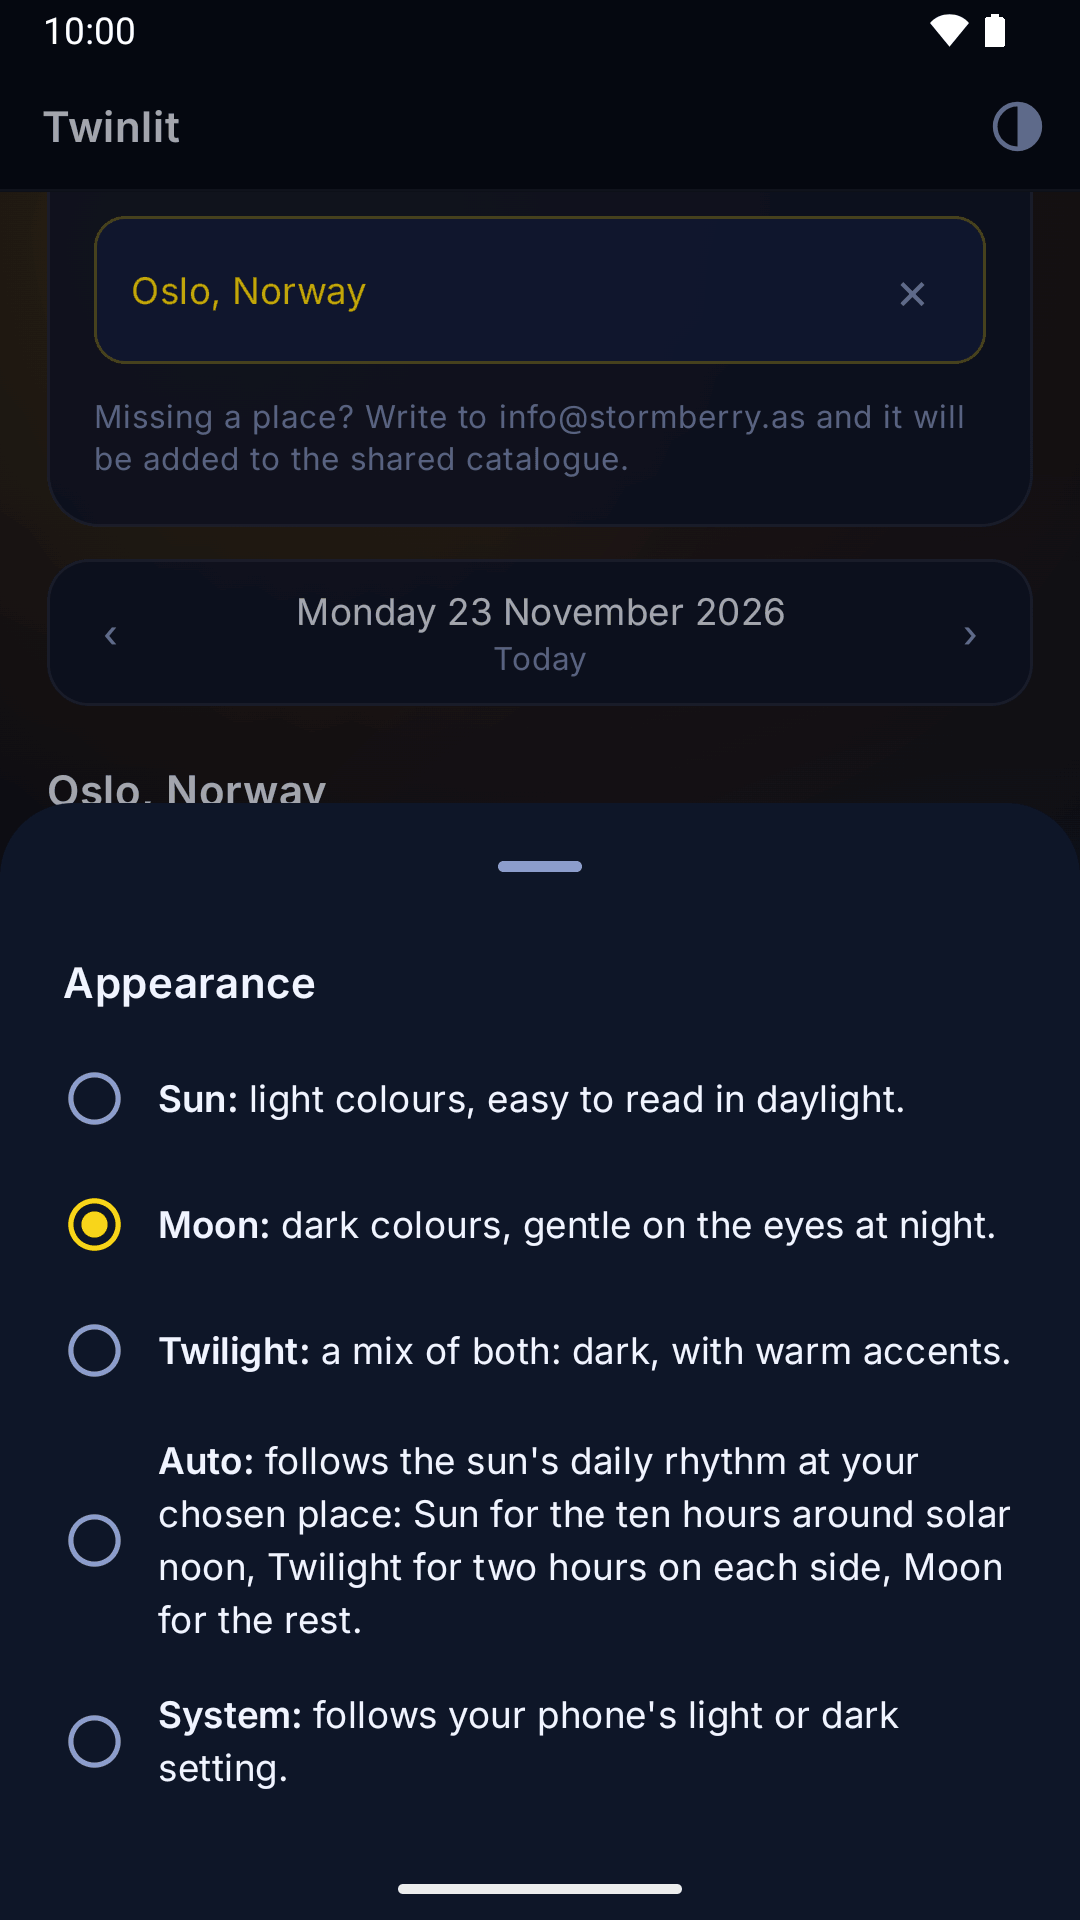 10:00
Twinlit
Oslo, Norway
Missing a place? Write to info@stormberry.as and it will
be added to the shared catalogue.
Monday 23 November 2026
Today
Oslo, Norway
Appearance
Sun: light colours, easy to read in daylight.
Moon: dark colours, gentle on the eyes at night.
Twilight: a mix of both: dark, with warm accents.
Auto: follows the sun's daily rhythm at your
chosen place: Sun for the ten hours around solar
noon, Twilight for two hours on each side, Moon
for the rest.
System: follows your phone's light or dark
setting.